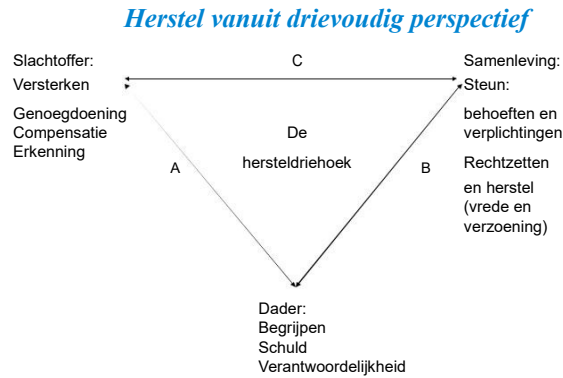 Herstel vanuit drievoudig perspectief
Slachtoffer:
Versterken
Genoegdoening
Compensatie
Erkenning
C
Samenleving:
Steun:
behoeften en
verplichtingen
Rechtzetten
en herstel
(vrede en
verzoening)
De
hersteldriehoek
A
B
Dader:
Begrijpen
Schuld
Verantwoordelijkheid